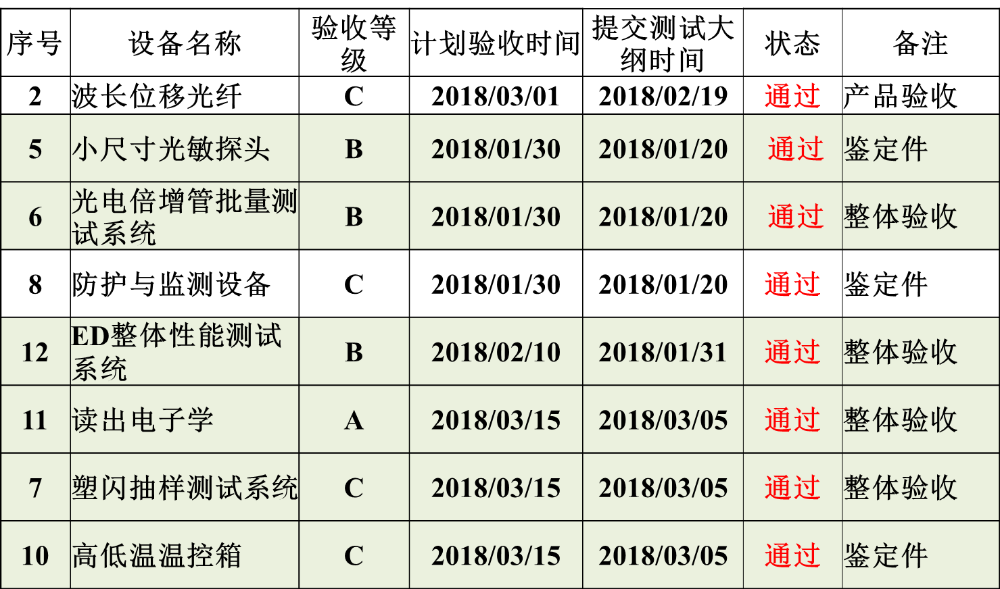 序号 设备名称 验收等级 计划验收时间 提交测试大纲时间 状态 备注
2 波长位移光纤 C 2018/03/01 2018/02/19 通过 产品验收
5 小尺寸光敏探头 B 2018/01/30 2018/01/20 通过 鉴定件
6 光电倍增管批量测试系统 B 2018/01/30 2018/01/20 通过 整体验收
8 防护与监测设备 C 2018/01/30 2018/01/20 通过 鉴定件
12 ED整体性能测试系统 B 2018/02/10 2018/01/31 通过 整体验收
11 读出电子学 A 2018/03/15 2018/03/05 通过 整体验收
7 塑闪抽样测试系统 C 2018/03/15 2018/03/05 通过 整体验收
10 高低温温控箱 C 2018/03/15 2018/03/05 通过 鉴定件